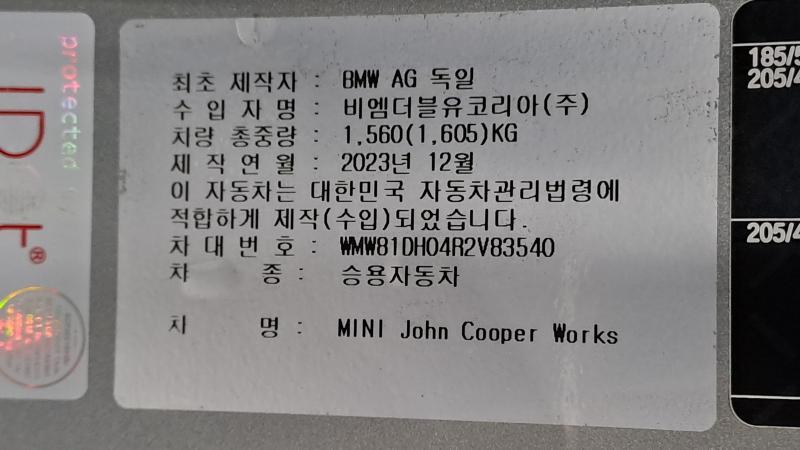 protected
최초 제작자 : BMW AG 독일
수 입 자 명 : 비엠더블유코리아(주)
차량 총중량 : 1,560(1,605)KG
제 작 연 월 : 2023년 12월
이 자동차는 대한민국 자동차관리법령에
적합하게 제작(수입)되었습니다.
차 대 번 호 : WMW81DH04R2V83540
차 종 : 승용자동차
차 명 : MINI John Cooper Works
185/5
205/4
205/4